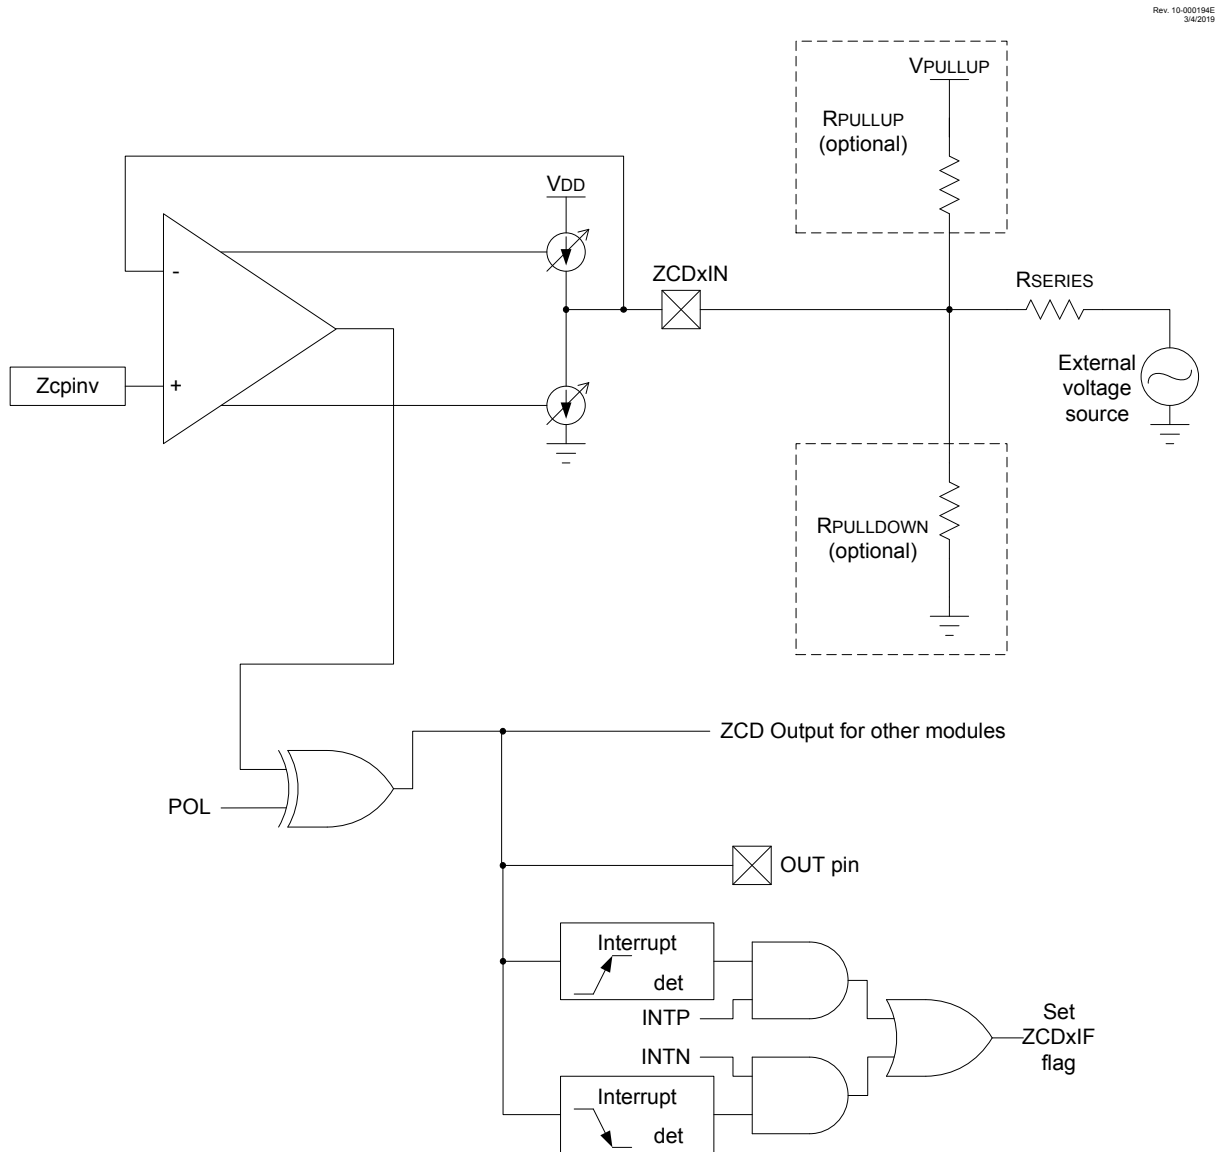 Rev. 10-000194E
3/4/2019
VPULLUP
RPULLUP
(optional)
VDD
-
ZCDxIN
RSERIES
Zcpinv
+
External
voltage
source
RPULLDOWN
(optional)
ZCD Output for other modules
POL
OUT pin
Interrupt
det
INTP
Set
ZCDxIF
flag
INTN
Interrupt
det